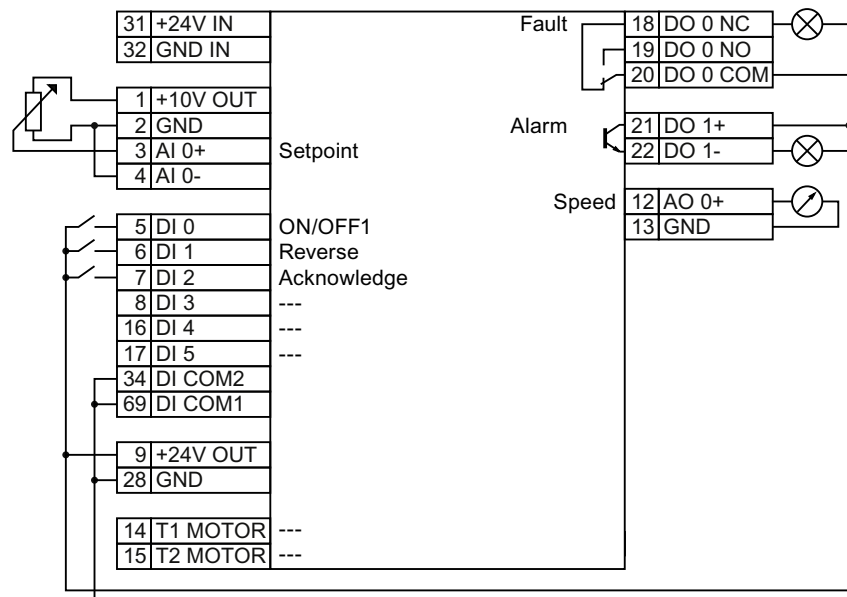 31 +24V IN
32 GND IN
1 +10V OUT
2 GND
3 AI 0+ Setpoint
4 AI 0-
5 DI 0 ON/OFF1
6 DI 1 Reverse
7 DI 2 Acknowledge
8 DI 3 ---
16 DI 4 ---
17 DI 5 ---
34 DI COM2
69 DI COM1
9 +24V OUT
28 GND
14 T1 MOTOR ---
15 T2 MOTOR ---
Fault 18 DO 0 NC
19 DO 0 NO
20 DO 0 COM
Alarm 21 DO 1+
22 DO 1-
Speed 12 AO 0+
13 GND